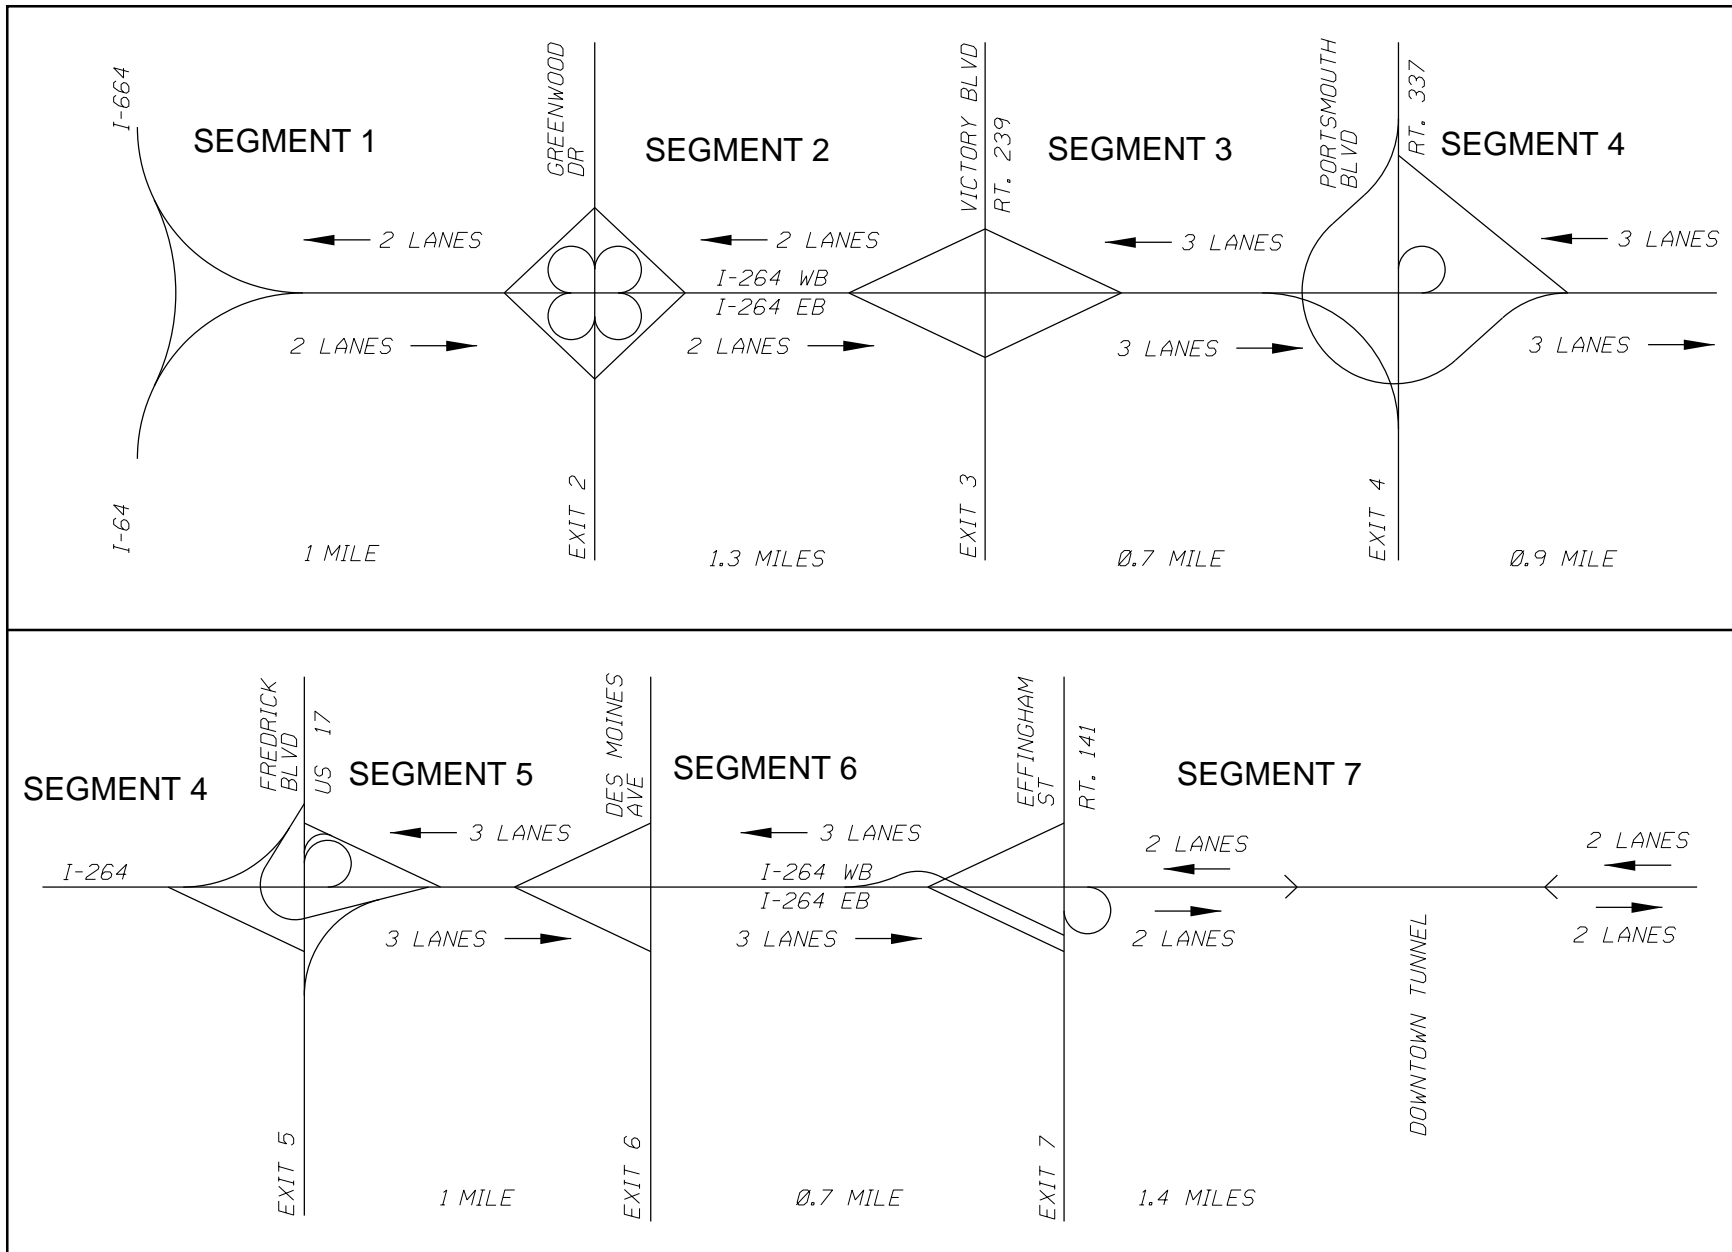 I-664
SEGMENT 1
GREENWOOD
DR
SEGMENT 2
VICTORY BLVD
RT. 239
SEGMENT 3
PORTSMOUTH
BLVD
RT. 337
SEGMENT 4
2 LANES
2 LANES
3 LANES
3 LANES
I-264 WB
I-264 EB
2 LANES
2 LANES
3 LANES
3 LANES
I-64
1 MILE
EXIT 2
1.3 MILES
EXIT 3
0.7 MILE
EXIT 4
0.9 MILE
SEGMENT 4
FREDRICK
BLVD
US 17
SEGMENT 5
DES MOINES
AVE
SEGMENT 6
EFFINGHAM
ST
RT. 141
SEGMENT 7
3 LANES
3 LANES
2 LANES
2 LANES
I-264
I-264 WB
I-264 EB
3 LANES
3 LANES
2 LANES
2 LANES
DOWNTOWN TUNNEL
EXIT 5
1 MILE
EXIT 6
0.7 MILE
EXIT 7
1.4 MILES